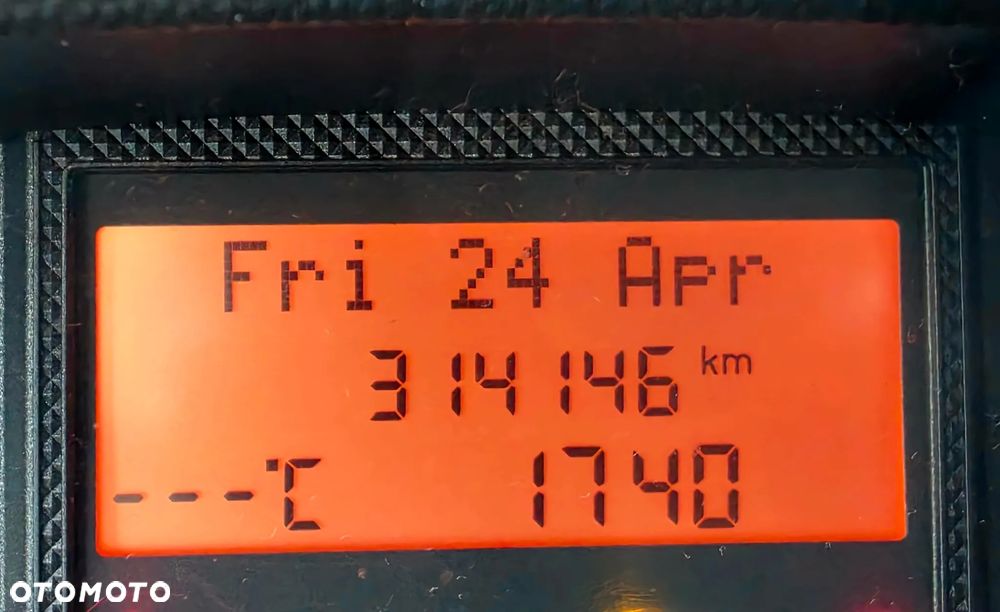 Fri 24 Apr
314146 km
---°C 1740
OTOMOTO